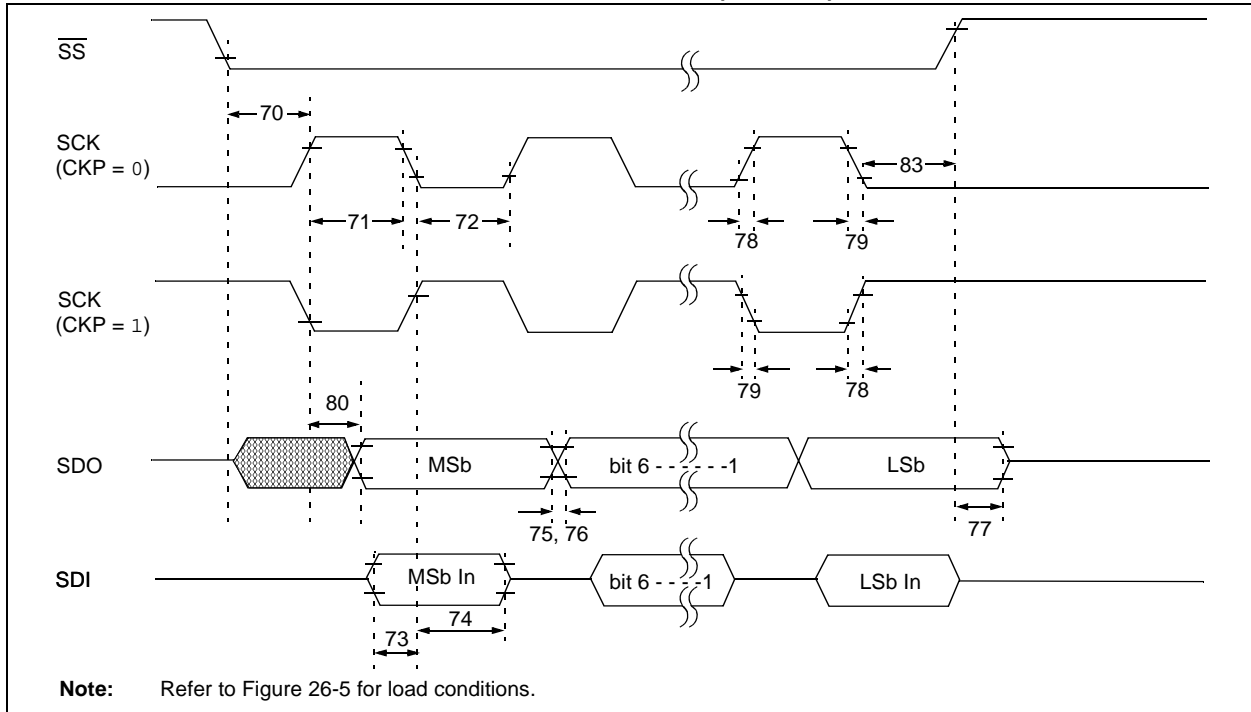 SS
70
SCK
(CKP = 0)
83
71
72
78
79
SCK
(CKP = 1)
79
78
80
SDO
MSb
bit 6 - - - - - -1
LSb
75, 76
77
SDI
MSb In
bit 6 - - - -1
LSb In
74
73
Note: Refer to Figure 26-5 for load conditions.